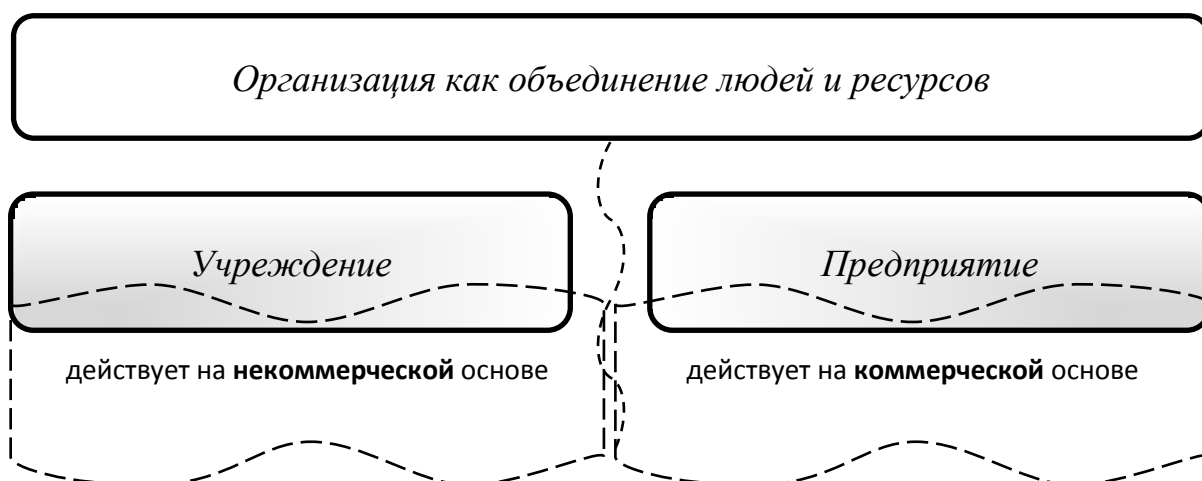 Организация как объединение людей и ресурсов
Учреждение
Предприятие
действует на некоммерческой основе
действует на коммерческой основе